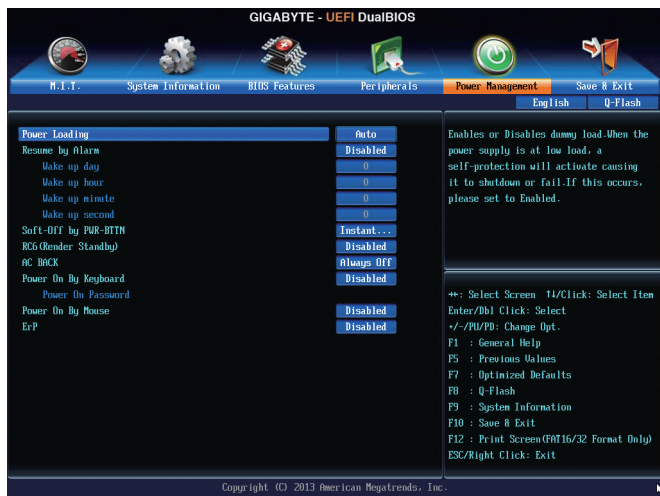 GIGABYTE - UEFI DualBIOS
M.I.T. System Information BIOS Features Peripherals Power Management Save & Exit
English Q-Flash
Power Loading Auto
Resume by Alarm Disabled
Wake up day 0
Wake up hour 0
Wake up minute 0
Wake up second 0
Soft-Off by PWR-BTTN Instant...
RC6(Render Standby) Disabled
AC BACK Always Off
Power On By Keyboard Disabled
Power On Password
Power On By Mouse Disabled
ErP Disabled
Enables or Disables dummy load.When the
power supply is at low load, a
self-protection will activate causing
it to shutdown or fail.If this occurs,
please set to Enabled.
→←: Select Screen ↑↓/Click: Select Item
Enter/Dbl Click: Select
+/-/PU/PD: Change Opt.
F1 : General Help
F5 : Previous Values
F7 : Optimized Defaults
F8 : Q-Flash
F9 : System Information
F10 : Save & Exit
F12 : Print Screen(FAT16/32 Format Only)
ESC/Right Click: Exit
Copyright (C) 2013 American Megatrends, Inc.